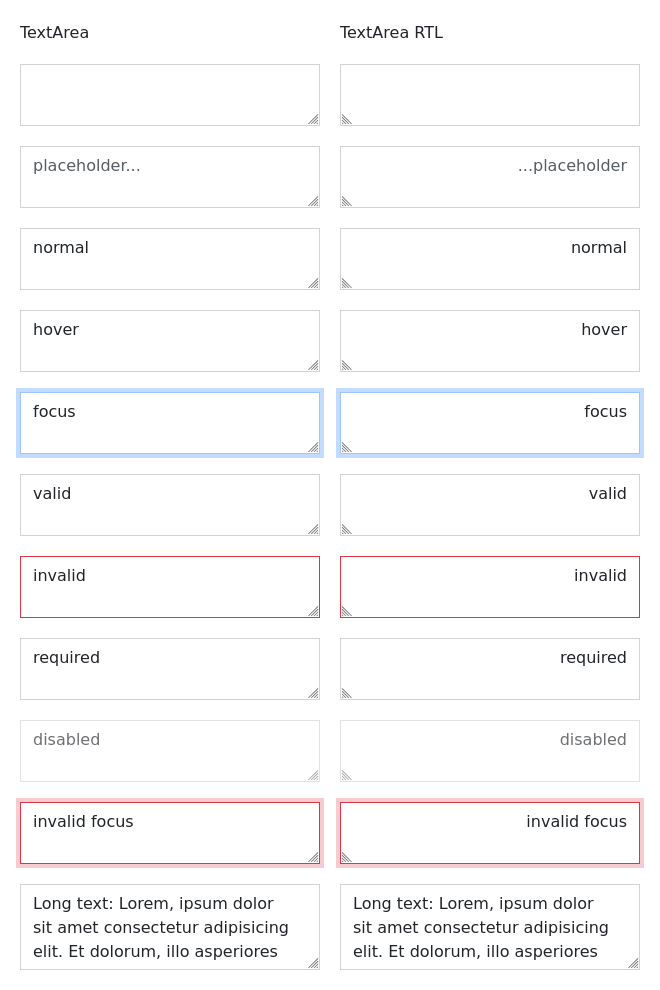 TextArea
TextArea RTL
placeholder...
...placeholder
normal
normal
hover
hover
focus
focus
valid
valid
invalid
invalid
required
required
disabled
disabled
invalid focus
invalid focus
Long text: Lorem, ipsum dolor
sit amet consectetur adipisicing
elit. Et dolorum, illo asperiores
Long text: Lorem, ipsum dolor
sit amet consectetur adipisicing
elit. Et dolorum, illo asperiores